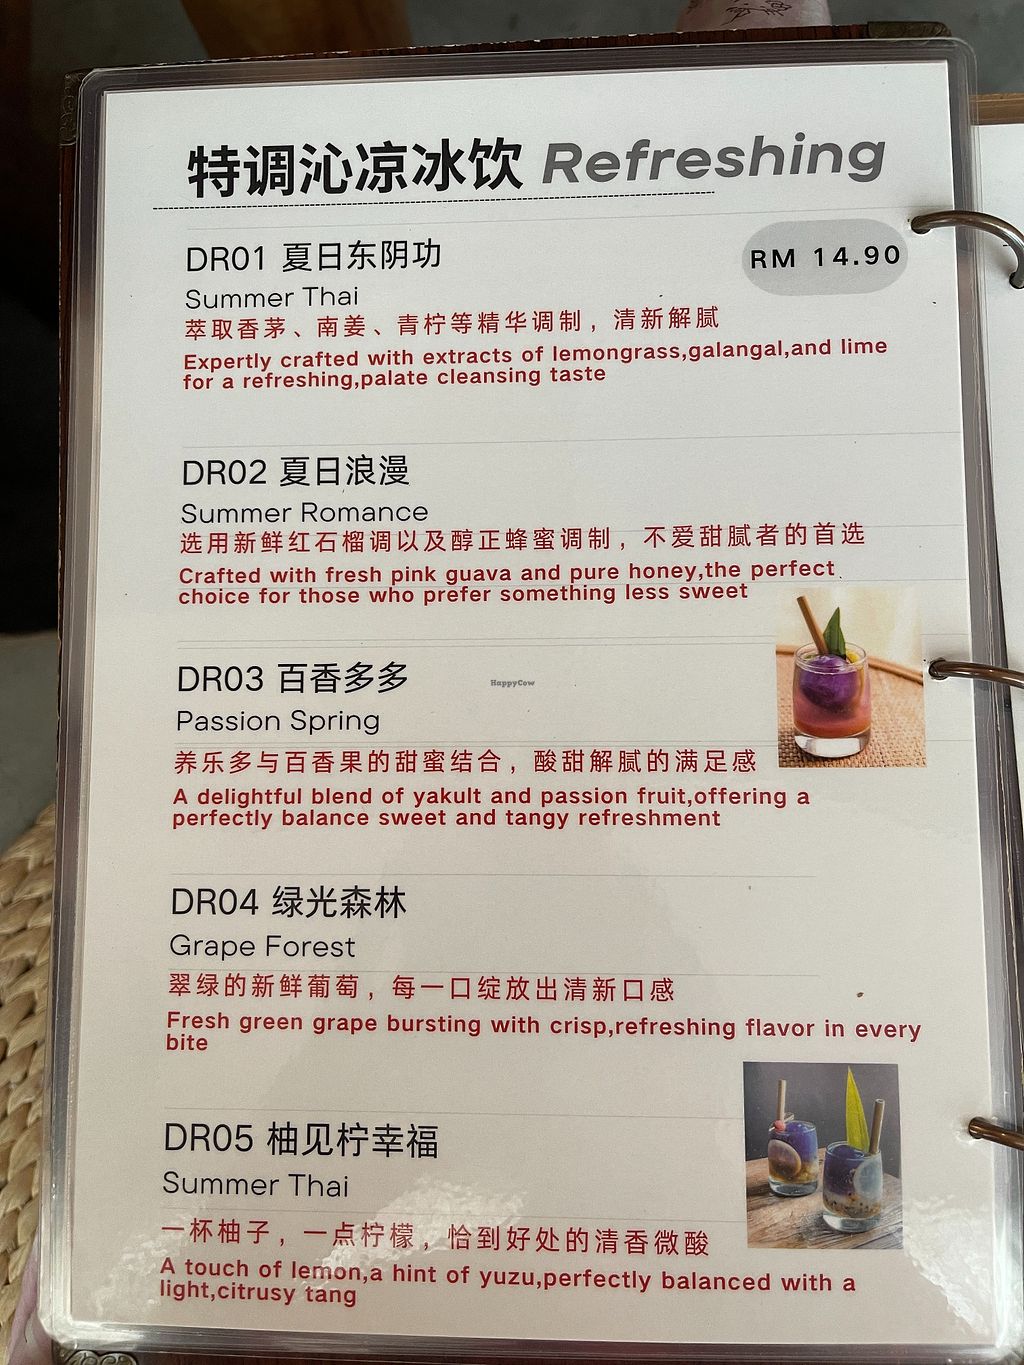 特调沁凉冰饮 Refreshing
DR01 夏日东阴功
RM 14.90
Summer Thai
萃取香茅、南姜、青柠等精华调制，清新解腻
Expertly crafted with extracts of lemongrass,galangal,and lime
for a refreshing,palate cleansing taste
DR02 夏日浪漫
Summer Romance
选用新鲜红石榴调以及醇正蜂蜜调制，不爱甜腻者的首选
Crafted with fresh pink guava and pure honey,the perfect
choice for those who prefer something less sweet
DR03 百香多多
HappyCow
Passion Spring
养乐多与百香果的甜蜜结合，酸甜解腻的满足感
A delightful blend of yakult and passion fruit,offering a
perfectly balance sweet and tangy refreshment
DR04 绿光森林
Grape Forest
翠绿的新鲜葡萄，每一口绽放出清新口感
Fresh green grape bursting with crisp,refreshing flavor in every
bite
DR05 柚见柠幸福
Summer Thai
一杯柚子，一点柠檬，恰到好处的清香微酸
A touch of lemon,a hint of yuzu,perfectly balanced with a
light,citrusy tang